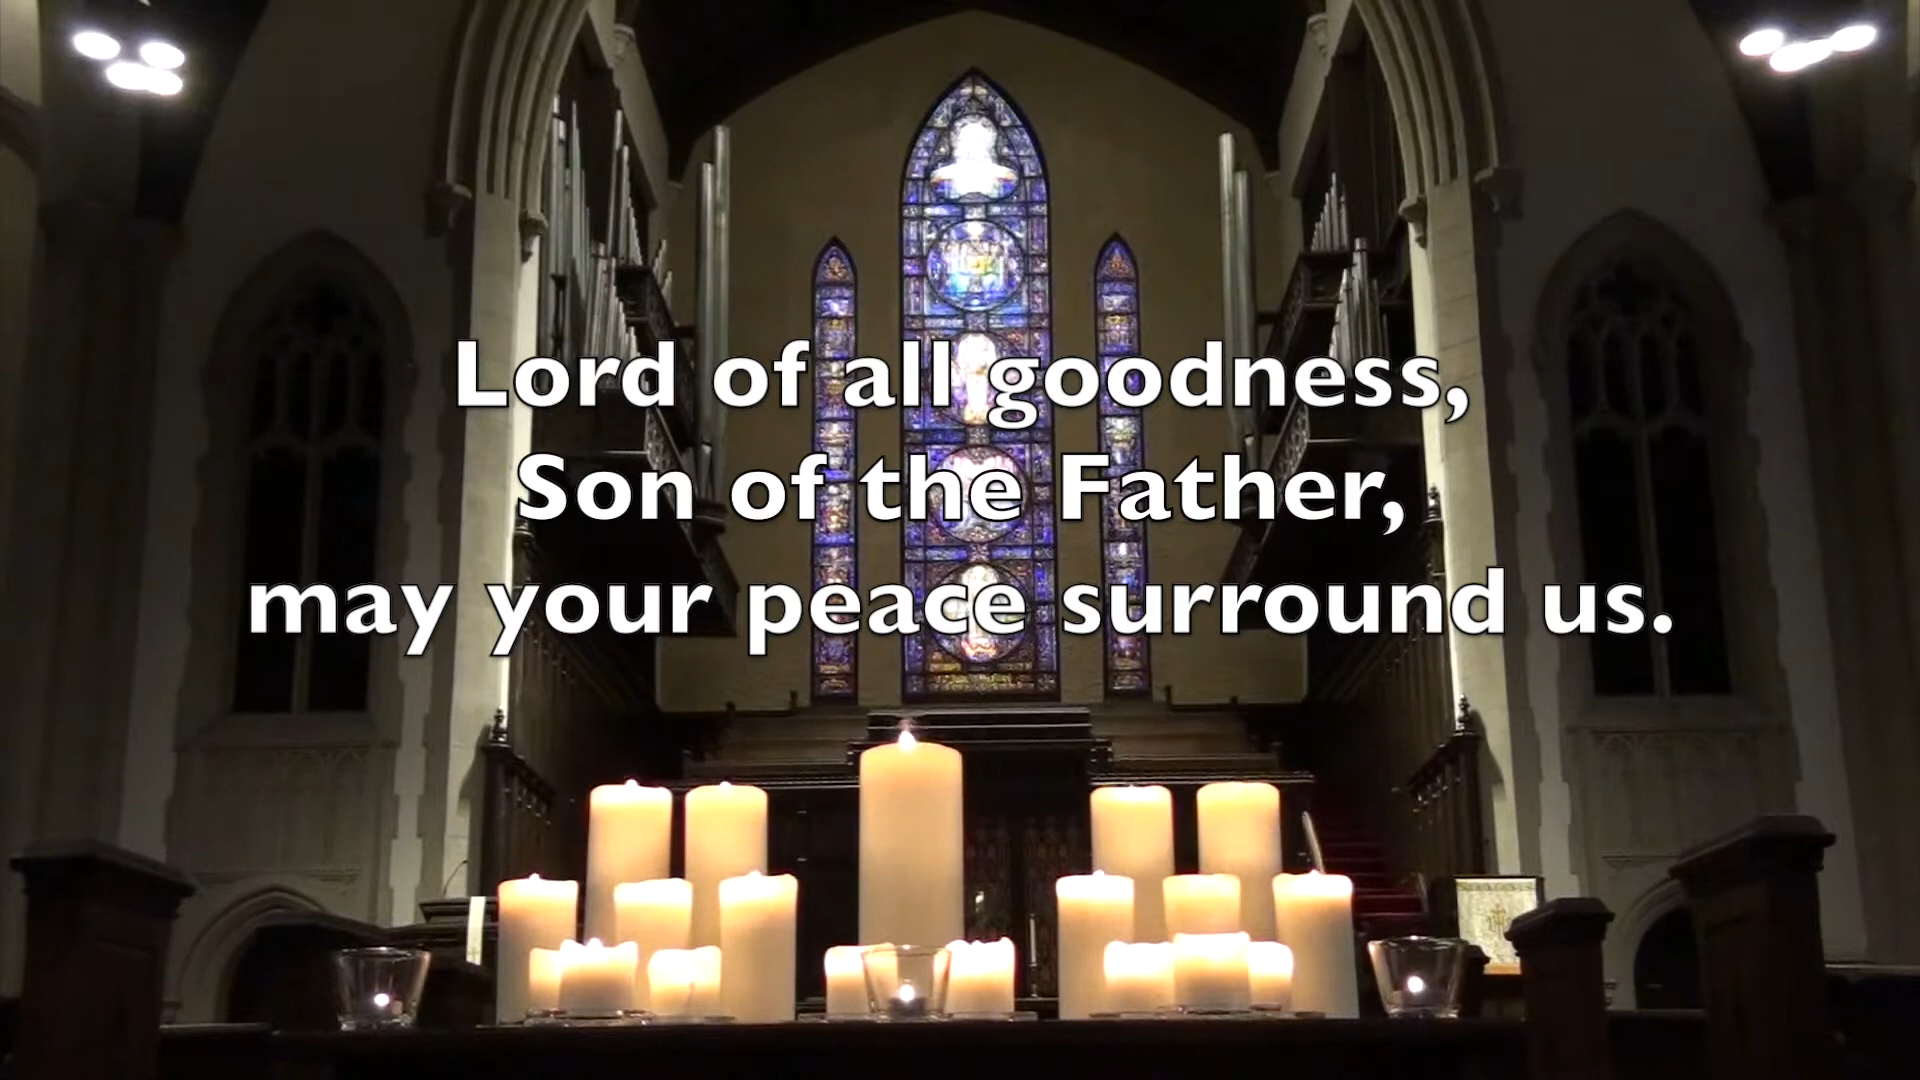 Lord of all goodness,
Son of the Father,
may your peace surround us.